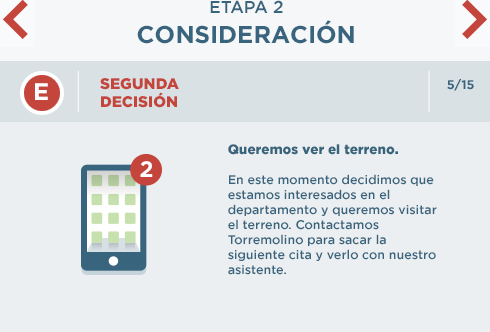 ETAPA 2
CONSIDERACIÓN
E
SEGUNDA
DECISIÓN
5/15
2
Queremos ver el terreno.
En este momento decidimos que
estamos interesados en el
departamento y queremos visitar
el terreno. Contactamos
Torremolino para sacar la
siguiente cita y verlo con nuestro
asistente.